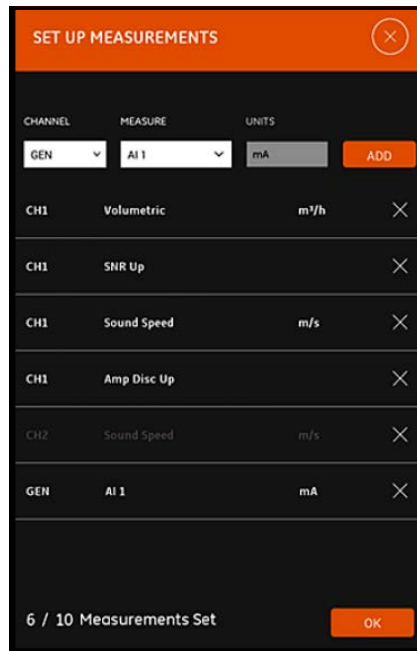 SET UP MEASUREMENTS
CHANNEL MEASURE UNITS
GEN AI 1 mA ADD
CH1 Volumetric m³/h
CH1 SNR Up
CH1 Sound Speed m/s
CH1 Amp Disc Up
CH2 Sound Speed m/s
GEN AI 1 mA
6 / 10 Measurements Set OK